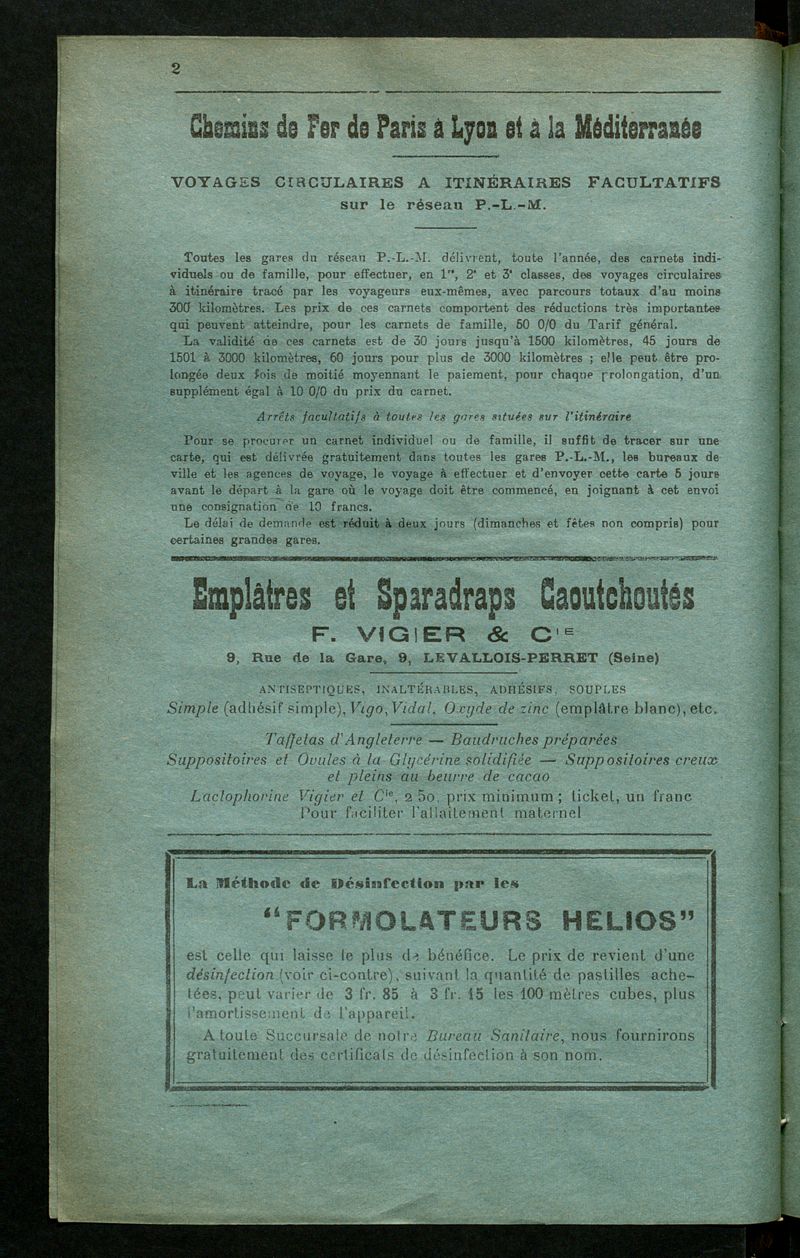 2
Chemins de Fer de Paris à Lyon et à la Méditerranée
VOYAGES CIRCULAIRES A ITINÉRAIRES FACULTATIFS
sur le réseau P.-L.-M.
Toutes les gares du réseau P.-L.-M. délivrent, toute l'année, des carnets indi-
viduels ou de famille, pour effectuer, en 1re, 2e et 3e classes, des voyages circulaires
à itinéraire tracé par les voyageurs eux-mêmes, avec parcours totaux d'au moins
300 kilomètres. Les prix de ces carnets comportent des réductions très importantes
qui peuvent atteindre, pour les carnets de famille, 50 0/0 du Tarif général.
La validité de ces carnets est de 30 jours jusqu'à 1500 kilomètres, 45 jours de
1501 à 3000 kilomètres, 60 jours pour plus de 3000 kilomètres ; elle peut être pro-
longée deux fois de moitié moyennant le paiement, pour chaque prolongation, d'un
supplément égal à 10 0/0 du prix du carnet.
Arrêts facultatifs à toutes les gares situées sur l'itinéraire
Pour se procurer un carnet individuel ou de famille, il suffit de tracer sur une
carte, qui est délivrée gratuitement dans toutes les gares P.-L.-M., les bureaux de
ville et les agences de voyage, le voyage à effectuer et d'envoyer cette carte 5 jours
avant le départ à la gare où le voyage doit être commencé, en joignant à cet envoi
une consignation de 10 francs.
Le délai de demande est réduit à deux jours (dimanches et fêtes non compris) pour
certaines grandes gares.
Emplâtres et Sparadraps Caoutchoutés
F. VIGIER & Cie
9, Rue de la Gare, 9, LEVALLOIS-PERRET (Seine)
ANTISEPTIQUES, INALTÉRABLES, ADHÉSIFS, SOUPLES
Simple (adhésif simple), Vigo, Vidal, Oxyde de zinc (emplâtre blanc), etc.
Taffetas d'Angleterre — Baudruches préparées
Suppositoires et Ovules à la Glycérine solidifiée — Suppositoires creux
et pleins au beurre de cacao
Lactophorine Vigier et Cie, 2 50. prix minimum ; ticket, un franc
Pour faciliter l'allaitement maternel
La Méthode de Désinfection par les
“FORMOLATEURS HELIOS”
est celle qui laisse le plus de bénéfice. Le prix de revient d'une
désinfection (voir ci-contre), suivant la quantité de pastilles ache-
tées, peut varier de 3 fr. 85 à 3 fr. 15 les 100 mètres cubes, plus
l'amortissement de l'appareil.
A toute Succursale de notre Bureau Sanitaire, nous fournirons
gratuitement des certificats de désinfection à son nom.